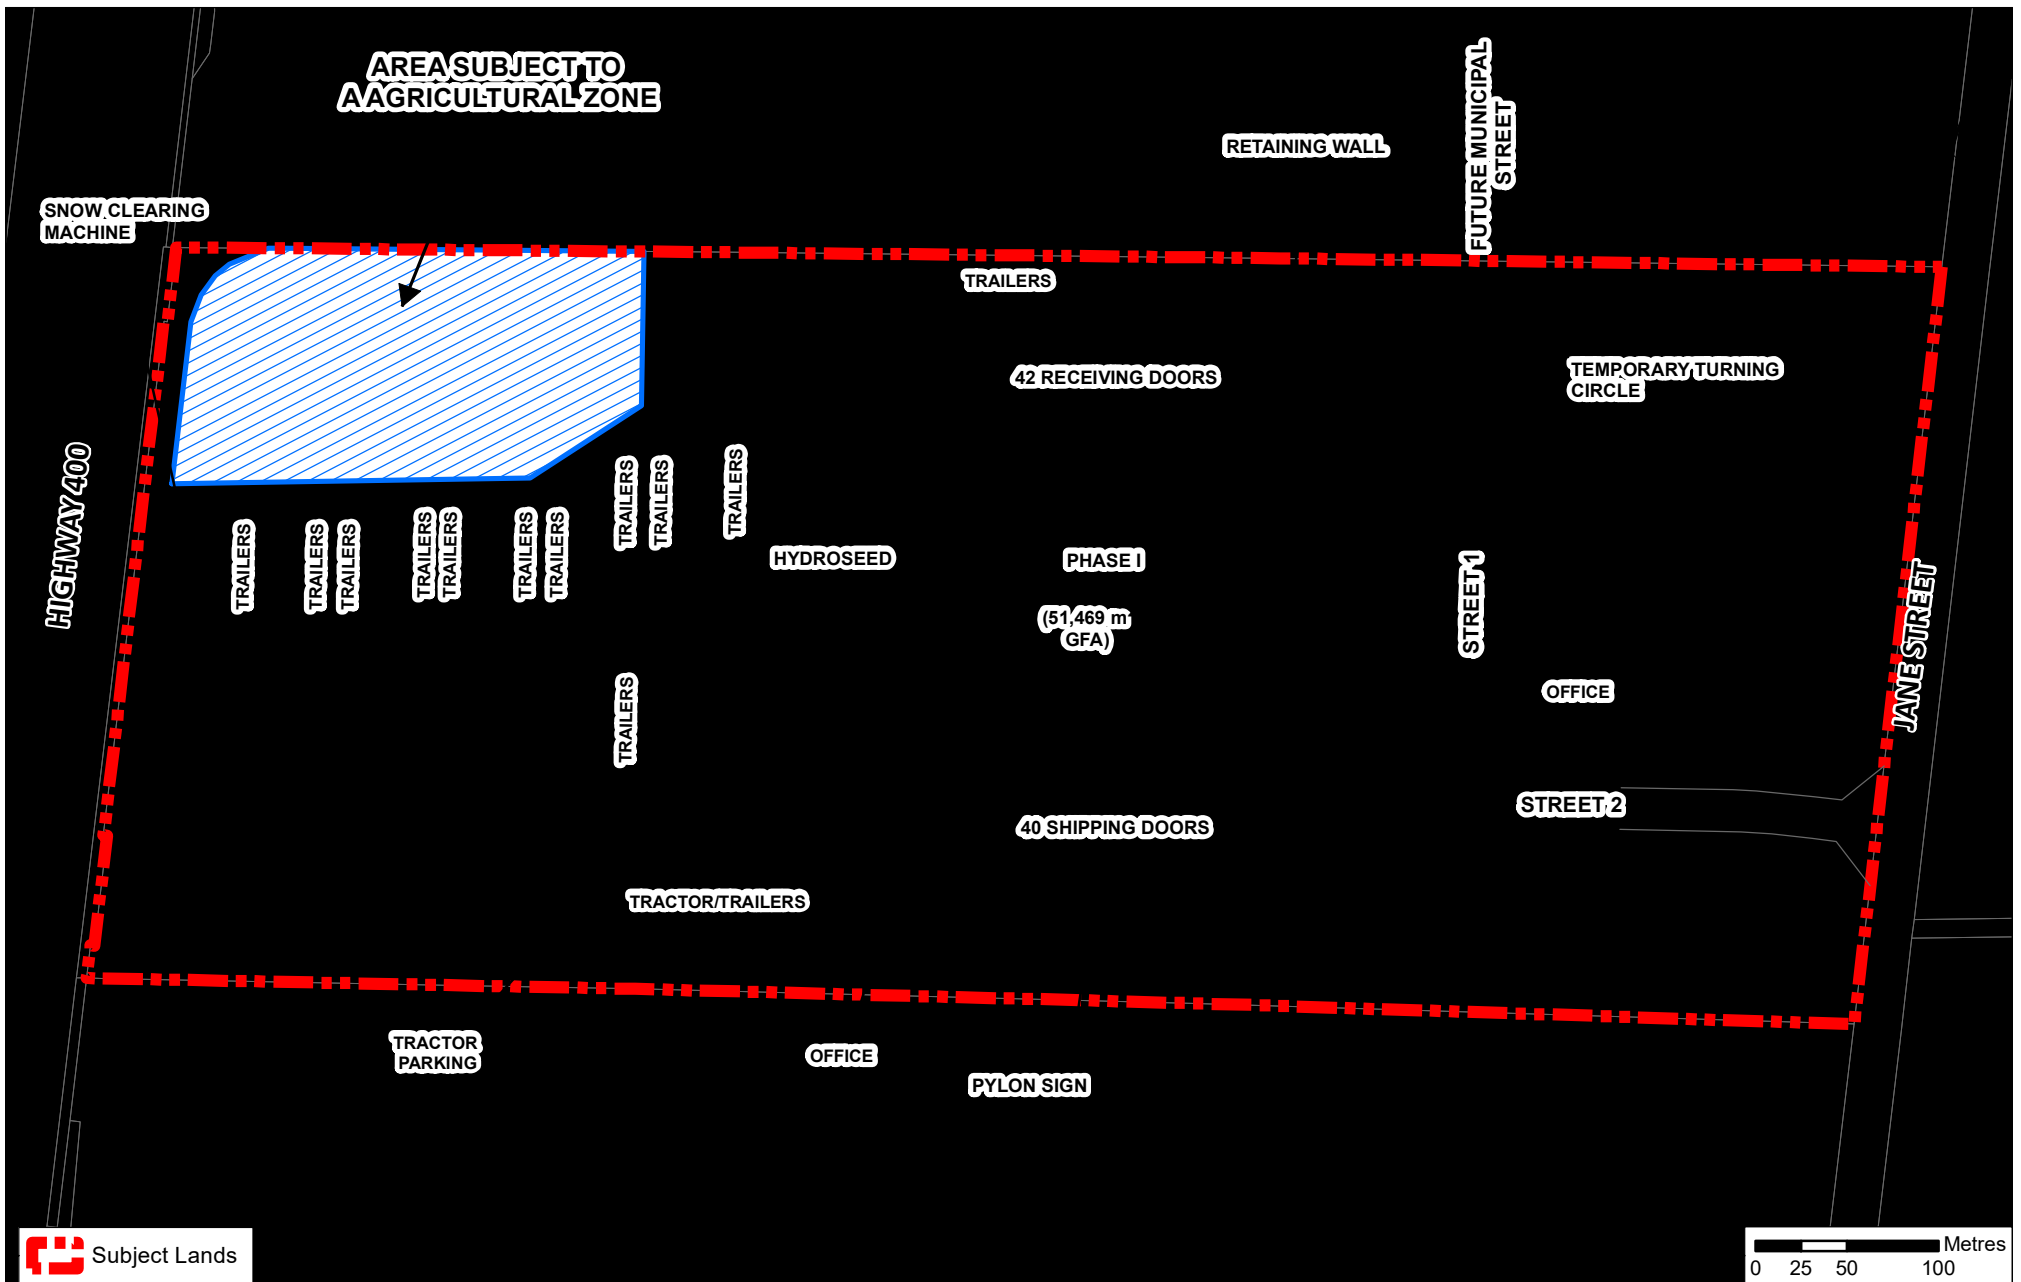 AREA SUBJECT TO
A AGRICULTURAL ZONE
FUTURE MUNICIPAL
STREET
RETAINING WALL
SNOW CLEARING
MACHINE
TRAILERS
42 RECEIVING DOORS
TEMPORARY TURNING
CIRCLE
HIGHWAY 400
TRAILERS
TRAILERS
TRAILERS
TRAILERS
TRAILERS
TRAILERS
TRAILERS
TRAILERS
TRAILERS
TRAILERS
HYDROSEED
PHASE I
(51,469 m
GFA)
STREET 1
JANE STREET
OFFICE
TRAILERS
STREET 2
40 SHIPPING DOORS
TRACTOR/TRAILERS
TRACTOR
PARKING
OFFICE
PYLON SIGN
Subject Lands
Metres
0 25 50 100